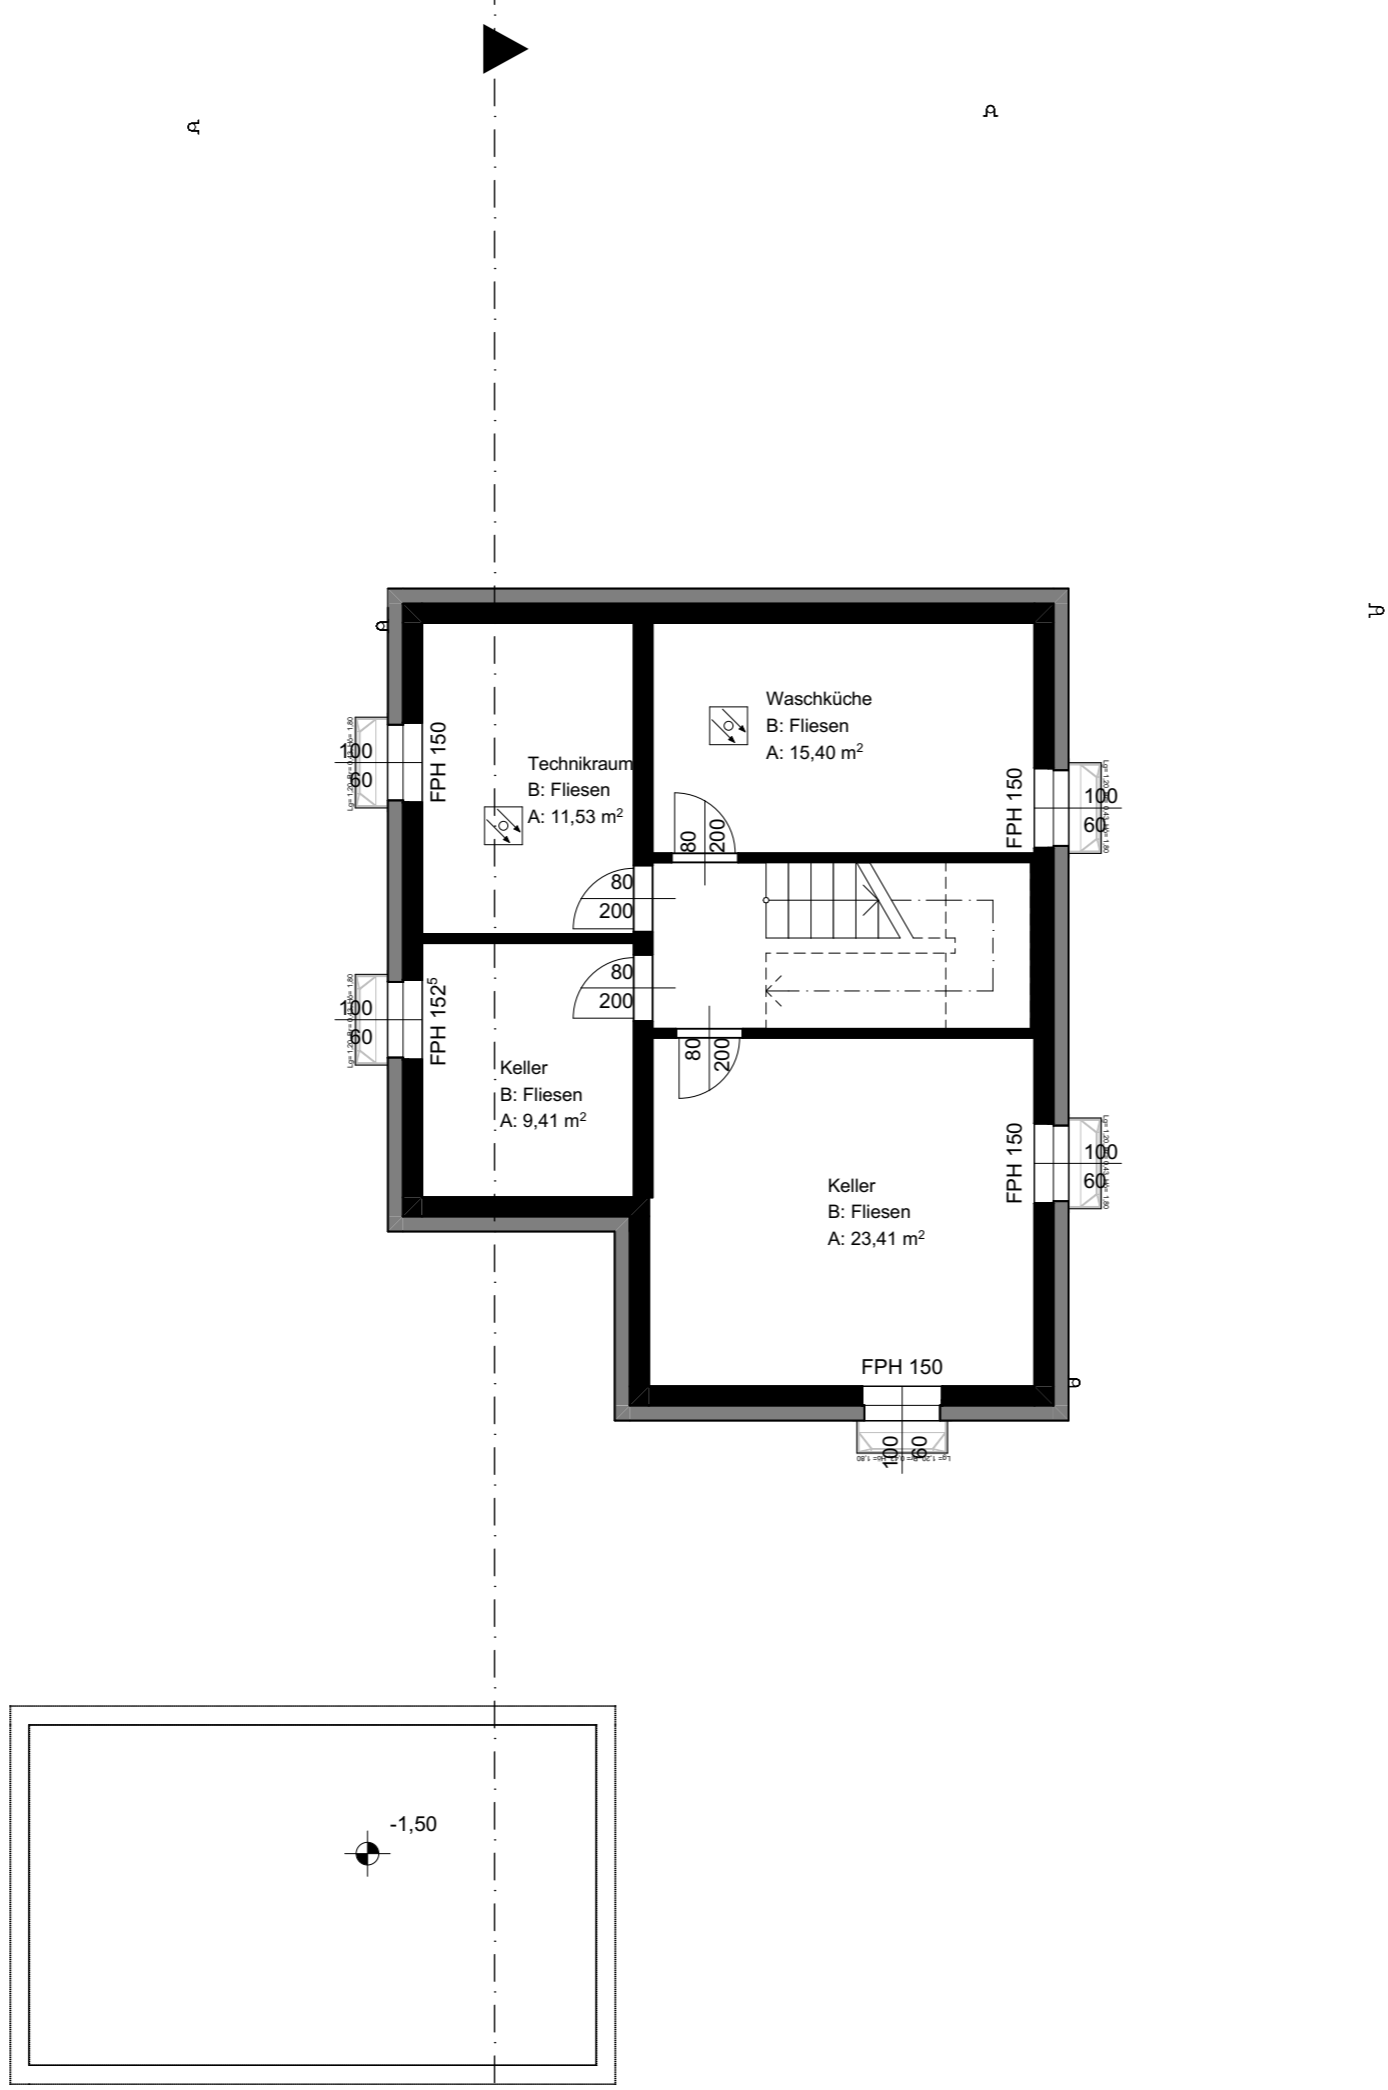 Waschküche
B: Fliesen
A: 15,40 m²
100
60
FPH 150
Technikraum
B: Fliesen
A: 11,53 m²
FPH 150
100
60
80
200
80
200
80
200
100
60
FPH 152⁵
80
200
Keller
B: Fliesen
A: 9,41 m²
FPH 150
100
60
Keller
B: Fliesen
A: 23,41 m²
FPH 150
100
60
-1,50